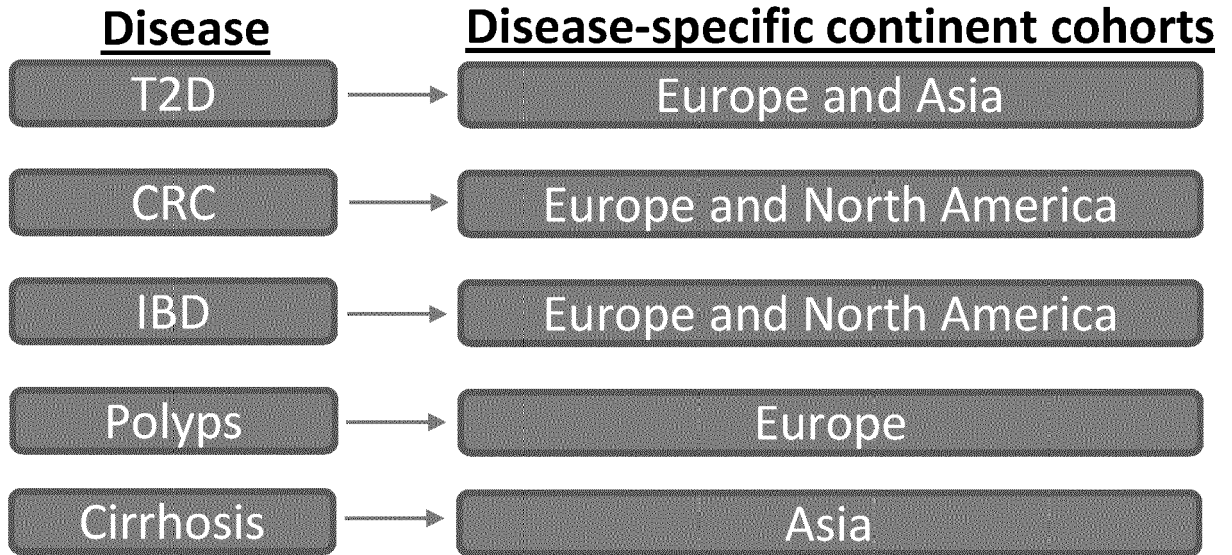 Disease Disease-specific continent cohorts
T2D Europe and Asia
CRC Europe and North America
IBD Europe and North America
Polyps Europe
Cirrhosis Asia